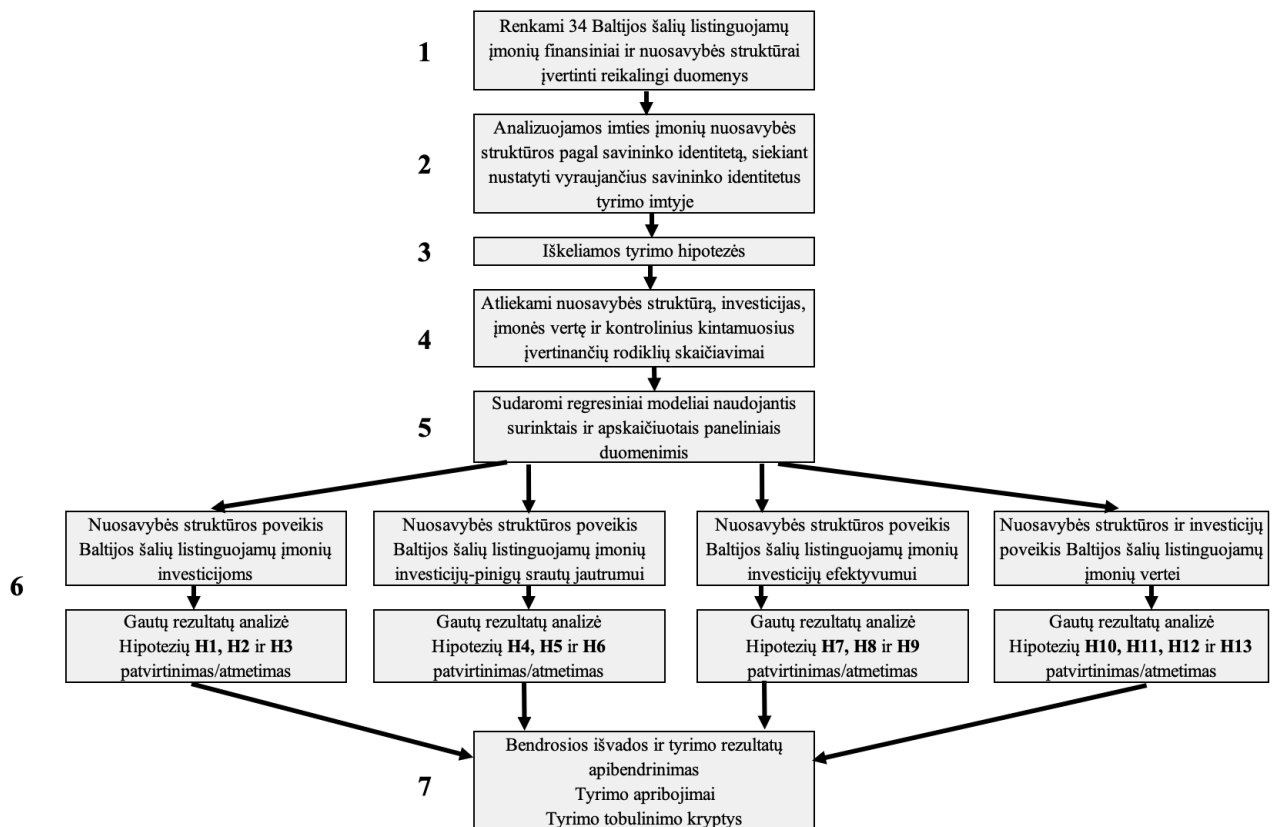 1
Renkami 34 Baltijos šalių listinguojamų
įmonių finansiniai ir nuosavybės struktūrai
įvertinti reikalingi duomenys
2
Analizuojamos imties įmonių nuosavybės
struktūros pagal savininko identitetą, siekiant
nustatyti vyraujančius savininko identitetus
tyrimo imtyje
3
Iškeliamos tyrimo hipotezės
4
Atliekami nuosavybės struktūrą, investicijas,
įmonės vertę ir kontrolinius kintamuosius
įvertinančių rodiklių skaičiavimai
5
Sudaromi regresiniai modeliai naudojantis
surinktais ir apskaičiuotais paneliniais
duomenimis
6
Nuosavybės struktūros poveikis
Baltijos šalių listinguojamų įmonių
investicijoms
Nuosavybės struktūros poveikis
Baltijos šalių listinguojamų įmonių
investicijų-pinigų srautų jautrumui
Nuosavybės struktūros poveikis
Baltijos šalių listinguojamų įmonių
investicijų efektyvumui
Nuosavybės struktūros ir investicijų
poveikis Baltijos šalių listinguojamų
įmonių vertei
Gautų rezultatų analizė
Hipotezių H1, H2 ir H3
patvirtinimas/atmetimas
Gautų rezultatų analizė
Hipotezių H4, H5 ir H6
patvirtinimas/atmetimas
Gautų rezultatų analizė
Hipotezių H7, H8 ir H9
patvirtinimas/atmetimas
Gautų rezultatų analizė
Hipotezių H10, H11, H12 ir H13
patvirtinimas/atmetimas
7
Bendrosios išvados ir tyrimo rezultatų
apibendrinimas
Tyrimo apribojimai
Tyrimo tobulinimo kryptys